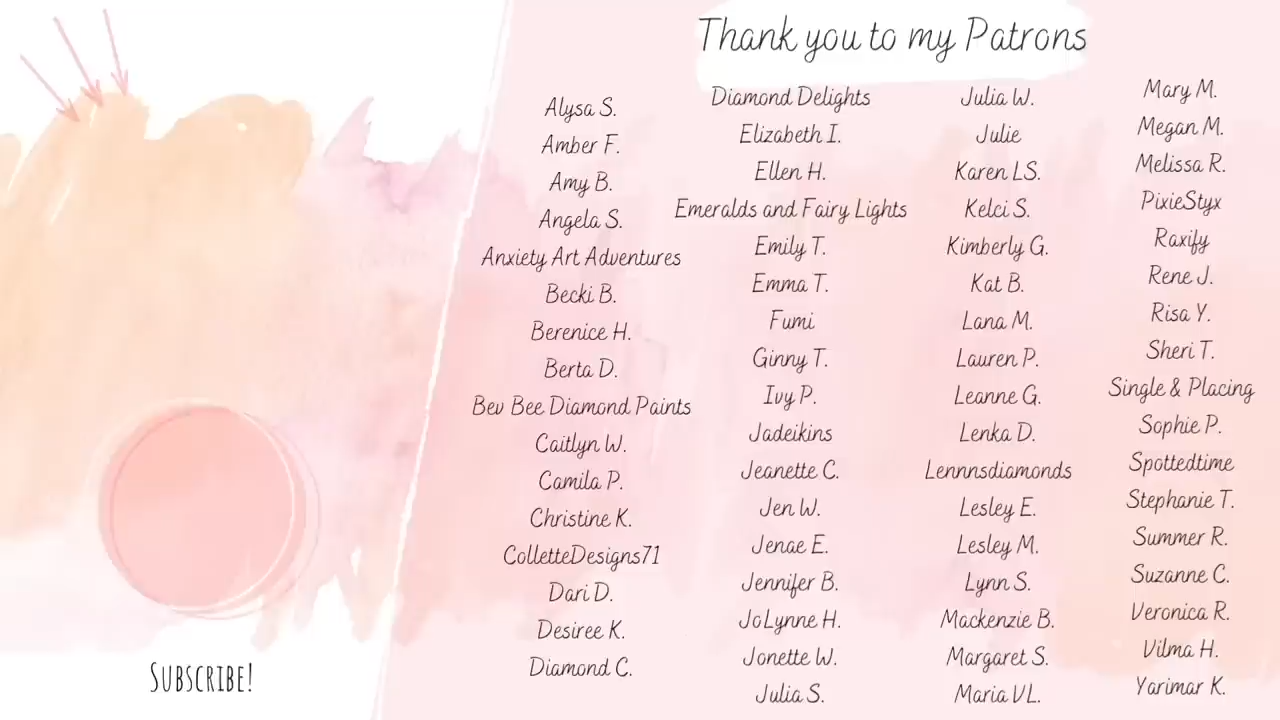 Thank you to my Patrons
Alysa S.
Amber F.
Amy B.
Angela S.
Anxiety Art Adventures
Becki B.
Berenice H.
Berta D.
Bev Bee Diamond Paints
Caitlyn W.
Camila P.
Christine K.
ColletteDesigns71
Dari D.
Desiree K.
Diamond C.
Diamond Delights
Elizabeth I.
Ellen H.
Emeralds and Fairy Lights
Emily T.
Emma T.
Fumi
Ginny T.
Ivy P.
Jadeikins
Jeanette C.
Jen W.
Jenae E.
Jennifer B.
JoLynne H.
Jonette W.
Julia S.
Julia W.
Julie
Karen LS.
Kelci S.
Kimberly G.
Kat B.
Lana M.
Lauren P.
Leanne G.
Lenka D.
Lennnsdiamonds
Lesley E.
Lesley M.
Lynn S.
Mackenzie B.
Margaret S.
Maria VL.
Mary M.
Megan M.
Melissa R.
PixieStyx
Raxify
Rene J.
Risa Y.
Sheri T.
Single & Placing
Sophie P.
Spottedtime
Stephanie T.
Summer R.
Suzanne C.
Veronica R.
Vilma H.
Yarimar K.
Subscribe!